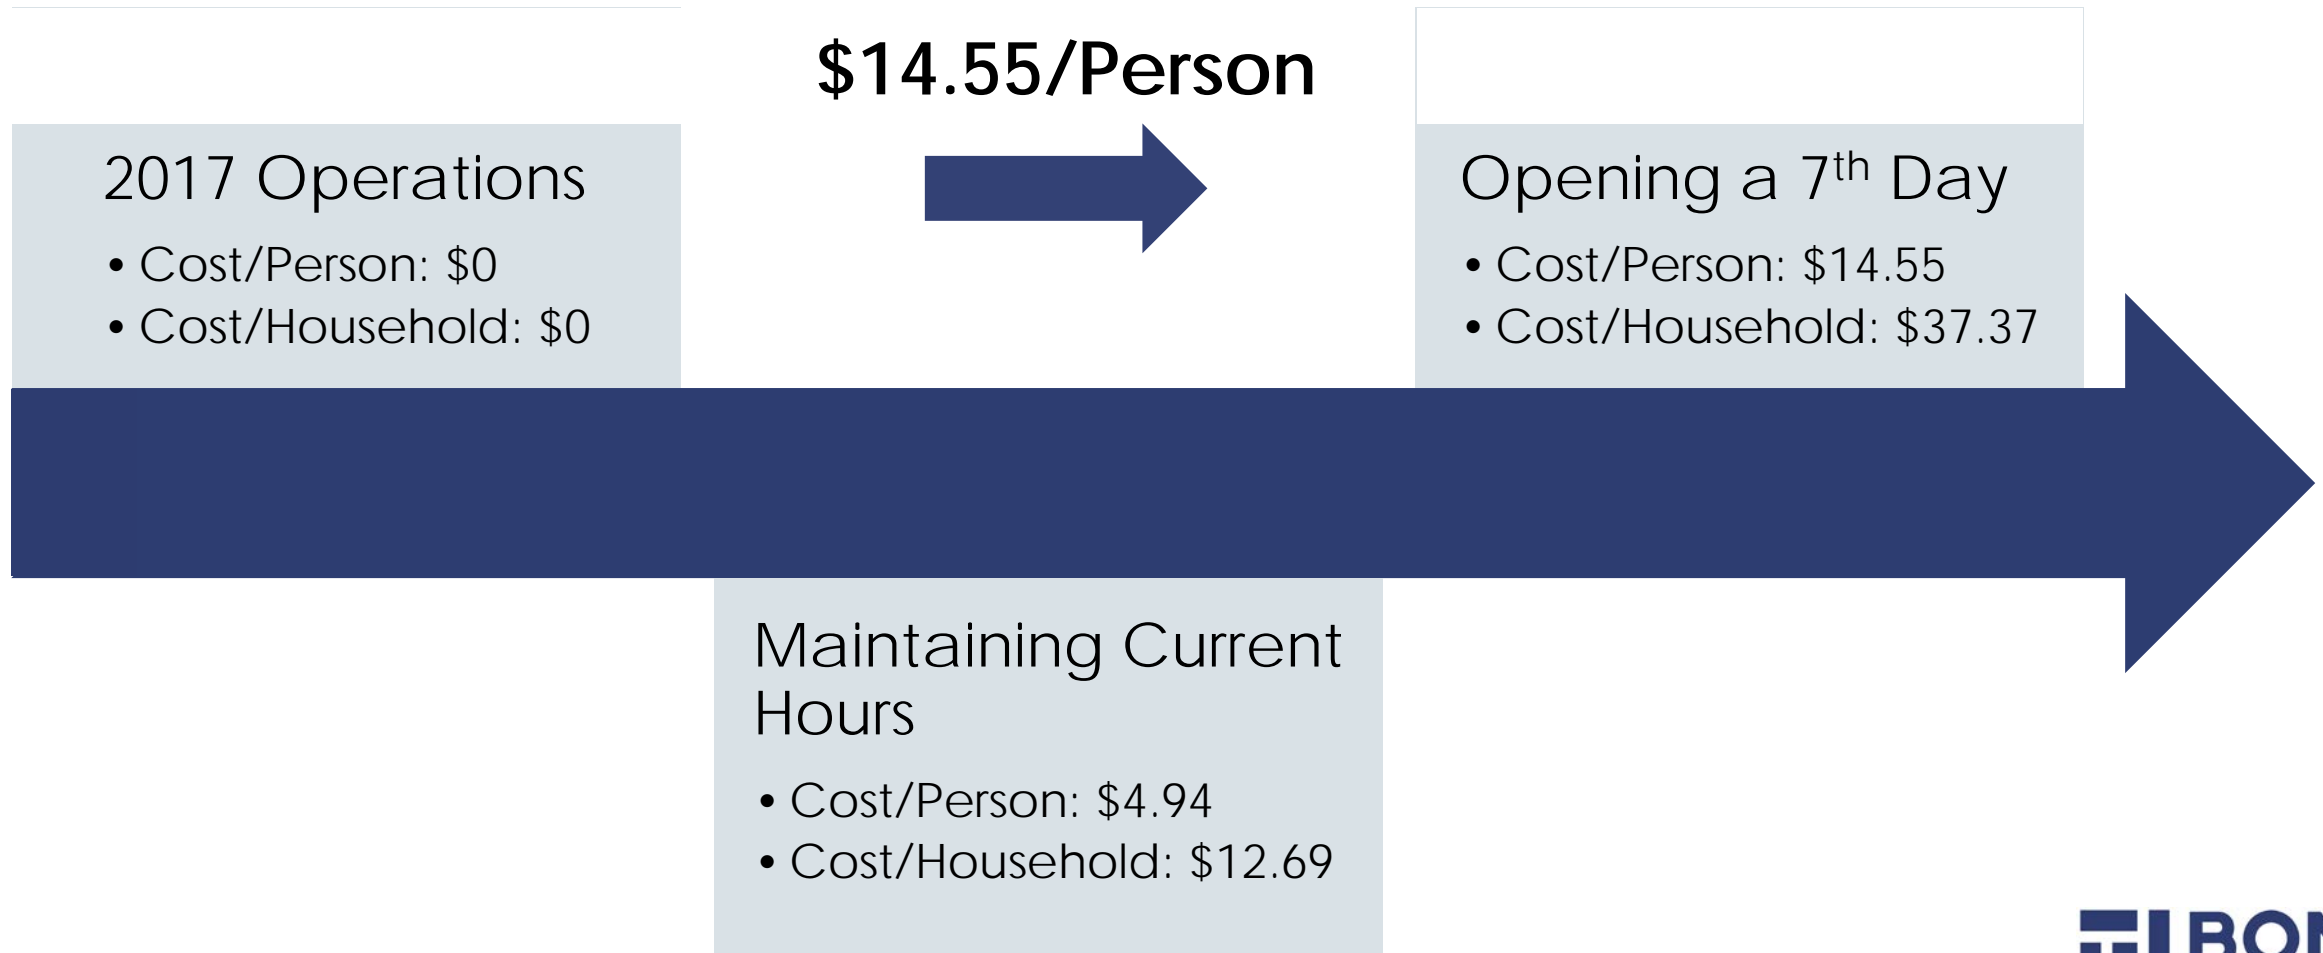 $14.55/Person
2017 Operations
• Cost/Person: $0
• Cost/Household: $0
Opening a 7th Day
• Cost/Person: $14.55
• Cost/Household: $37.37
Maintaining Current
Hours
• Cost/Person: $4.94
• Cost/Household: $12.69